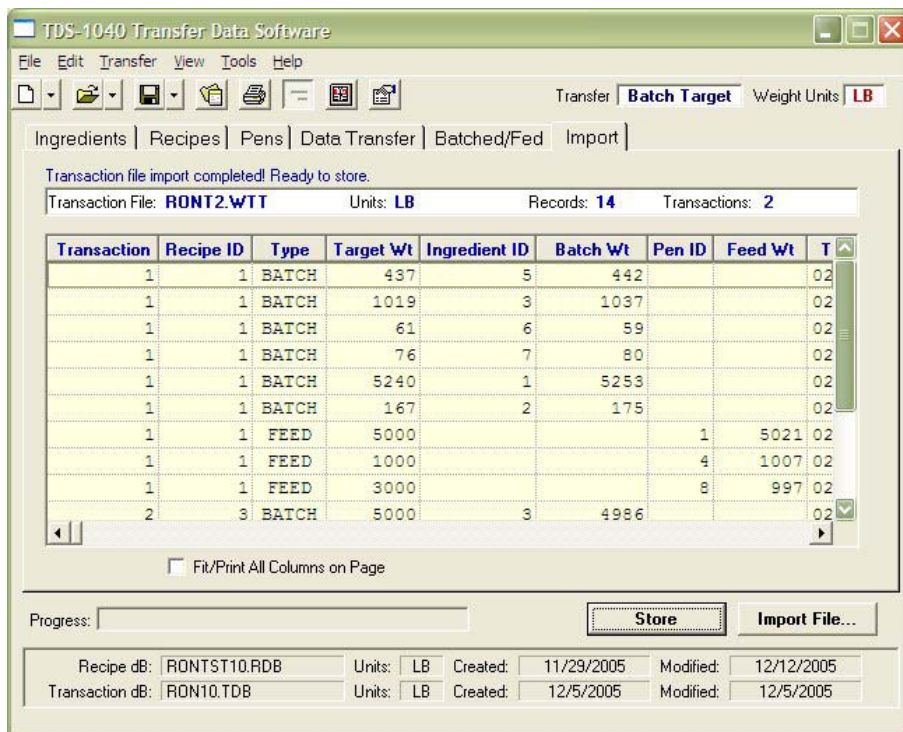 TDS-1040 Transfer Data Software
File Edit Transfer View Tools Help
Transfer Batch Target Weight Units LB
Ingredients Recipes Pens Data Transfer Batched/Fed Import
Transaction file import completed! Ready to store.
Transaction File: RONT2.WTT Units: LB Records: 14 Transactions: 2
Transaction Recipe ID Type Target Wt Ingredient ID Batch Wt Pen ID Feed Wt T
1 1 BATCH 437 5 442 02
1 1 BATCH 1019 3 1037 02
1 1 BATCH 61 6 59 02
1 1 BATCH 76 7 80 02
1 1 BATCH 5240 1 5253 02
1 1 BATCH 167 2 175 02
1 1 FEED 5000 1 5021 02
1 1 FEED 1000 4 1007 02
1 1 FEED 3000 8 997 02
2 3 BATCH 5000 3 4986 02
Fit/Print All Columns on Page
Progress: Store Import File...
Recipe dB: RONTST10.RDB Units: LB Created: 11/29/2005 Modified: 12/12/2005
Transaction dB: RON10.TDB Units: LB Created: 12/5/2005 Modified: 12/5/2005